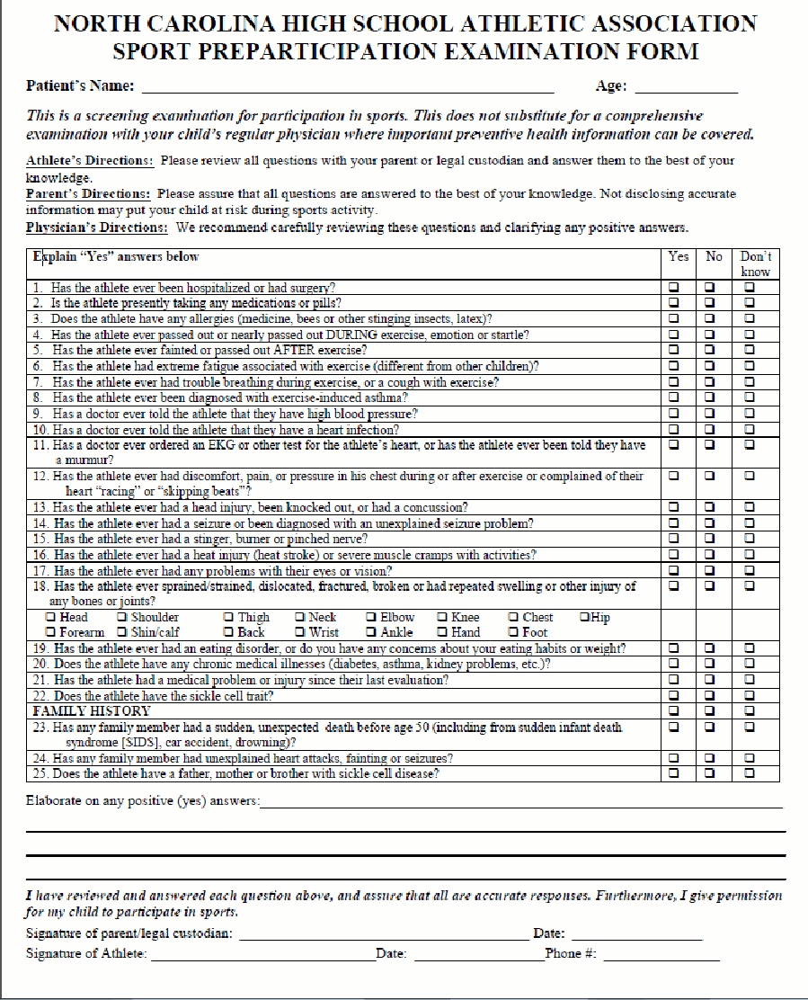 NORTH CAROLINA HIGH SCHOOL ATHLETIC ASSOCIATION
SPORT PREPARTICIPATION EXAMINATION FORM
Patient's Name: Age:
This is a screening examination for participation in sports. This does not substitute for a comprehensive
examination with your child's regular physician where important preventive health information can be covered.
Athlete's Directions: Please review all questions with your parent or legal custodian and answer them to the best of your
knowledge.
Parent's Directions: Please assure that all questions are answered to the best of your knowledge. Not disclosing accurate
information may put your child at risk during sports activity.
Physician's Directions: We recommend carefully reviewing these questions and clarifying any positive answers.
Explain “Yes” answers below Yes No Don't
know
1. Has the athlete ever been hospitalized or had surgery? ❑ ❑ ❑
2. Is the athlete presently taking any medications or pills? ❑ ❑ ❑
3. Does the athlete have any allergies (medicine, bees or other stinging insects, latex)? ❑ ❑ ❑
4. Has the athlete ever passed out or nearly passed out DURING exercise, emotion or startle? ❑ ❑ ❑
5. Has the athlete ever fainted or passed out AFTER exercise? ❑ ❑ ❑
6. Has the athlete had extreme fatigue associated with exercise (different from other children)? ❑ ❑ ❑
7. Has the athlete ever had trouble breathing during exercise, or a cough with exercise? ❑ ❑ ❑
8. Has the athlete ever been diagnosed with exercise-induced asthma? ❑ ❑ ❑
9. Has a doctor ever told the athlete that they have high blood pressure? ❑ ❑ ❑
10. Has a doctor ever told the athlete that they have a heart infection? ❑ ❑ ❑
11. Has a doctor ever ordered an EKG or other test for the athlete's heart, or has the athlete ever been told they have ❑ ❑ ❑
a murmur?
12. Has the athlete ever had discomfort, pain, or pressure in his chest during or after exercise or complained of their ❑ ❑ ❑
heart “racing” or “skipping beats”?
13. Has the athlete ever had a head injury, been knocked out, or had a concussion? ❑ ❑ ❑
14. Has the athlete ever had a seizure or been diagnosed with an unexplained seizure problem? ❑ ❑ ❑
15. Has the athlete ever had a stinger, burner or pinched nerve? ❑ ❑ ❑
16. Has the athlete ever had a heat injury (heat stroke) or severe muscle cramps with activities? ❑ ❑ ❑
17. Has the athlete ever had any problems with their eyes or vision? ❑ ❑ ❑
18. Has the athlete ever sprained/strained, dislocated, fractured, broken or had repeated swelling or other injury of ❑ ❑ ❑
any bones or joints?
❑ Head ❑ Shoulder ❑ Thigh ❑ Neck ❑ Elbow ❑ Knee ❑ Chest ❑Hip
❑ Forearm ❑ Shin/calf ❑ Back ❑ Wrist ❑ Ankle ❑ Hand ❑ Foot
19. Has the athlete ever had an eating disorder, or do you have any concerns about your eating habits or weight? ❑ ❑ ❑
20. Does the athlete have any chronic medical illnesses (diabetes, asthma, kidney problems, etc.)? ❑ ❑ ❑
21. Has the athlete had a medical problem or injury since their last evaluation? ❑ ❑ ❑
22. Does the athlete have the sickle cell trait? ❑ ❑ ❑
FAMILY HISTORY ❑ ❑ ❑
23. Has any family member had a sudden, unexpected death before age 50 (including from sudden infant death ❑ ❑ ❑
syndrome [SIDS], car accident, drowning)?
24. Has any family member had unexplained heart attacks, fainting or seizures? ❑ ❑ ❑
25. Does the athlete have a father, mother or brother with sickle cell disease? ❑ ❑ ❑
Elaborate on any positive (yes) answers:
I have reviewed and answered each question above, and assure that all are accurate responses. Furthermore, I give permission
for my child to participate in sports.
Signature of parent/legal custodian: Date:
Signature of Athlete: Date: Phone #: